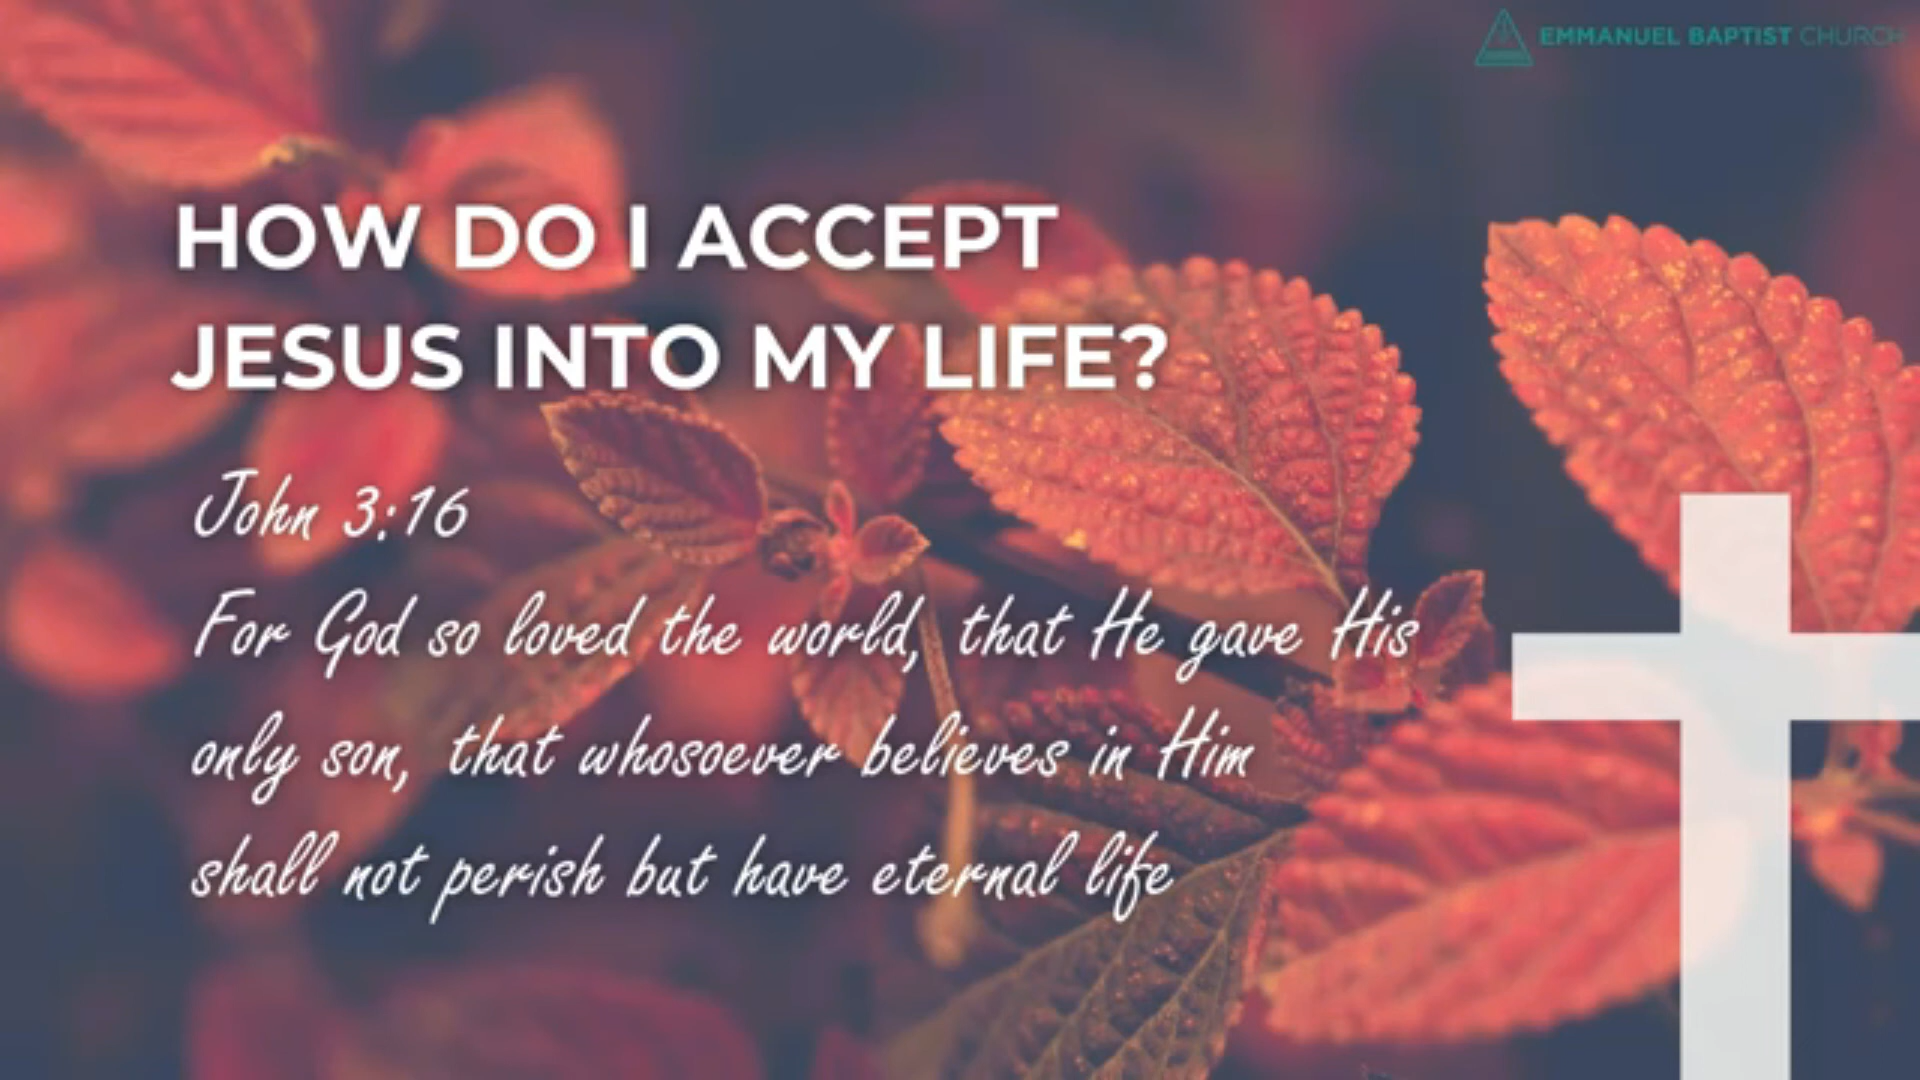 EMMANUEL BAPTIST CHURCH
HOW DO I ACCEPT
JESUS INTO MY LIFE?
John 3:16
For God so loved the world, that He gave His
only son, that whosoever believes in Him
shall not perish but have eternal life